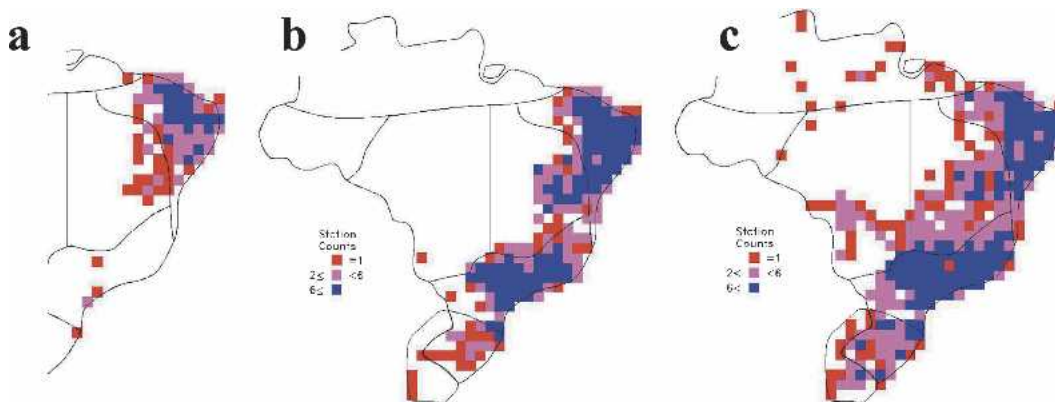 a
b
c
Station
Counts
=1
2≤ <6
6≤
Station
Counts
=1
2< <6
6<